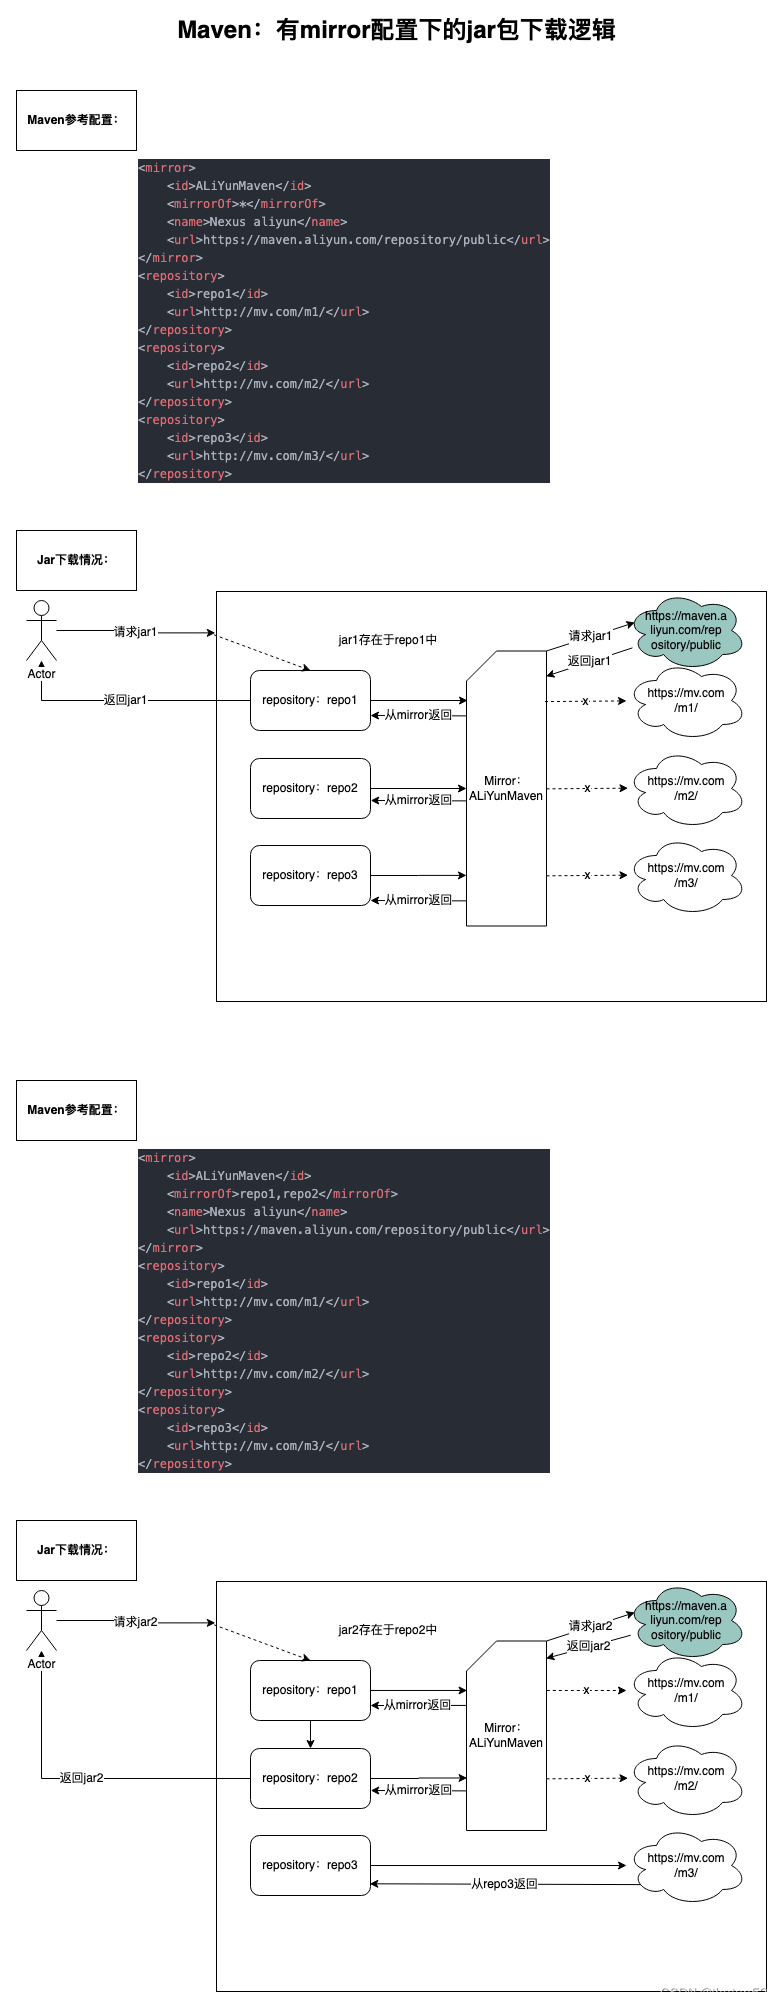 Maven：有mirror配置下的jar包下载逻辑
Maven参考配置：
<mirror>
    <id>ALiYunMaven</id>
    <mirrorOf>*</mirrorOf>
    <name>Nexus aliyun</name>
    <url>https://maven.aliyun.com/repository/public</url>
</mirror>
<repository>
    <id>repo1</id>
    <url>http://mv.com/m1/</url>
</repository>
<repository>
    <id>repo2</id>
    <url>http://mv.com/m2/</url>
</repository>
<repository>
    <id>repo3</id>
    <url>http://mv.com/m3/</url>
</repository>
Jar下载情况：
请求jar1
Actor
返回jar1
jar1存在于repo1中
请求jar1
返回jar1
https://maven.a
liyun.com/rep
ository/public
repository：repo1
从mirror返回
x
https://mv.com
/m1/
repository：repo2
从mirror返回
Mirror：
ALiYunMaven
x
https://mv.com
/m2/
repository：repo3
从mirror返回
x
https://mv.com
/m3/
Maven参考配置：
<mirror>
    <id>ALiYunMaven</id>
    <mirrorOf>repo1,repo2</mirrorOf>
    <name>Nexus aliyun</name>
    <url>https://maven.aliyun.com/repository/public</url>
</mirror>
<repository>
    <id>repo1</id>
    <url>http://mv.com/m1/</url>
</repository>
<repository>
    <id>repo2</id>
    <url>http://mv.com/m2/</url>
</repository>
<repository>
    <id>repo3</id>
    <url>http://mv.com/m3/</url>
</repository>
Jar下载情况：
请求jar2
Actor
返回jar2
jar2存在于repo2中
请求jar2
返回jar2
https://maven.a
liyun.com/rep
ository/public
repository：repo1
从mirror返回
x
https://mv.com
/m1/
Mirror：
ALiYunMaven
repository：repo2
从mirror返回
x
https://mv.com
/m2/
repository：repo3
从repo3返回
https://mv.com
/m3/